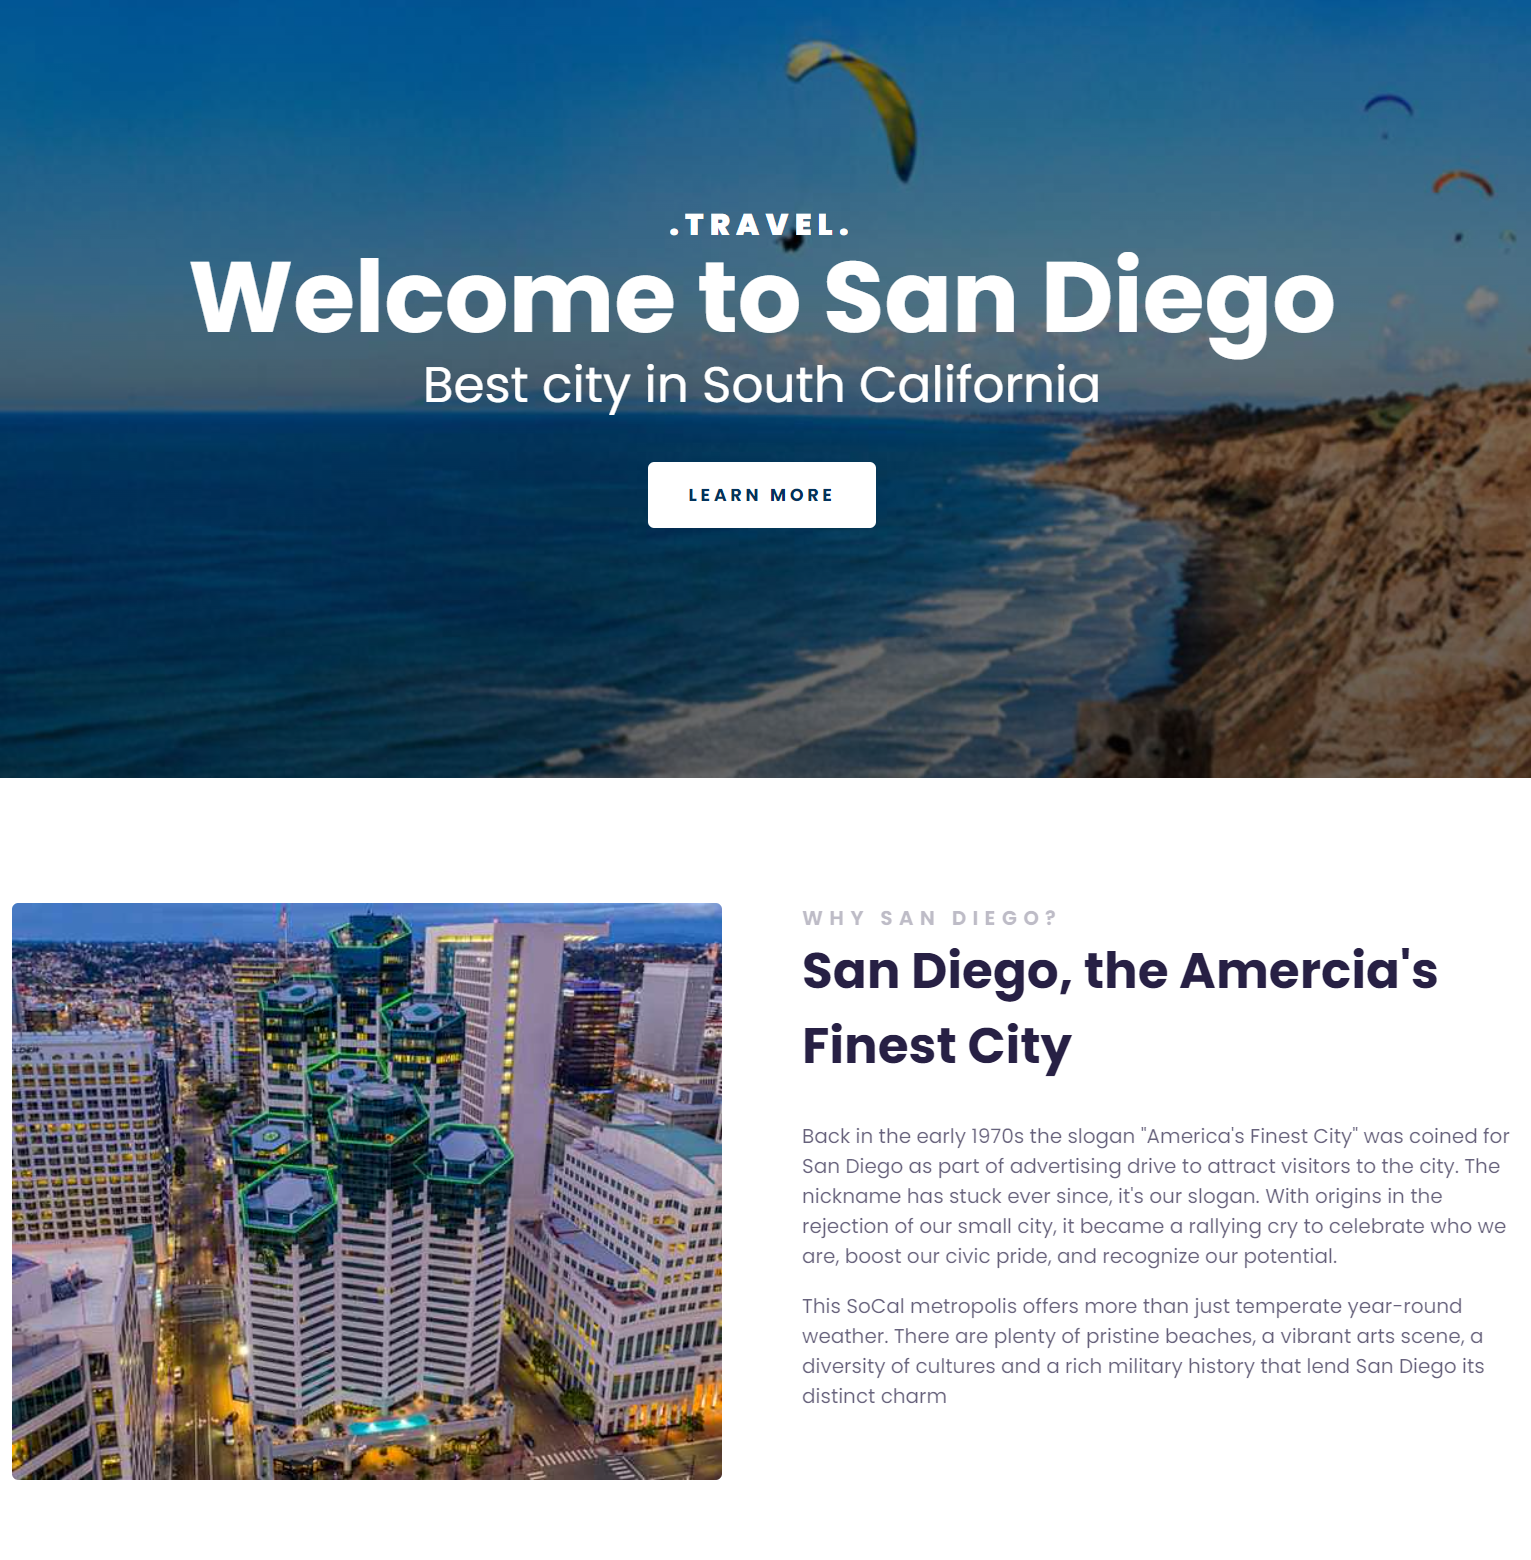 .TRAVEL.
Welcome to San Diego
Best city in South California
LEARN MORE
WHY SAN DIEGO?
San Diego, the Amercia's
Finest City
Back in the early 1970s the slogan "America's Finest City" was coined for
San Diego as part of advertising drive to attract visitors to the city. The
nickname has stuck ever since, it's our slogan. With origins in the
rejection of our small city, it became a rallying cry to celebrate who we
are, boost our civic pride, and recognize our potential.
This SoCal metropolis offers more than just temperate year-round
weather. There are plenty of pristine beaches, a vibrant arts scene, a
diversity of cultures and a rich military history that lend San Diego its
distinct charm